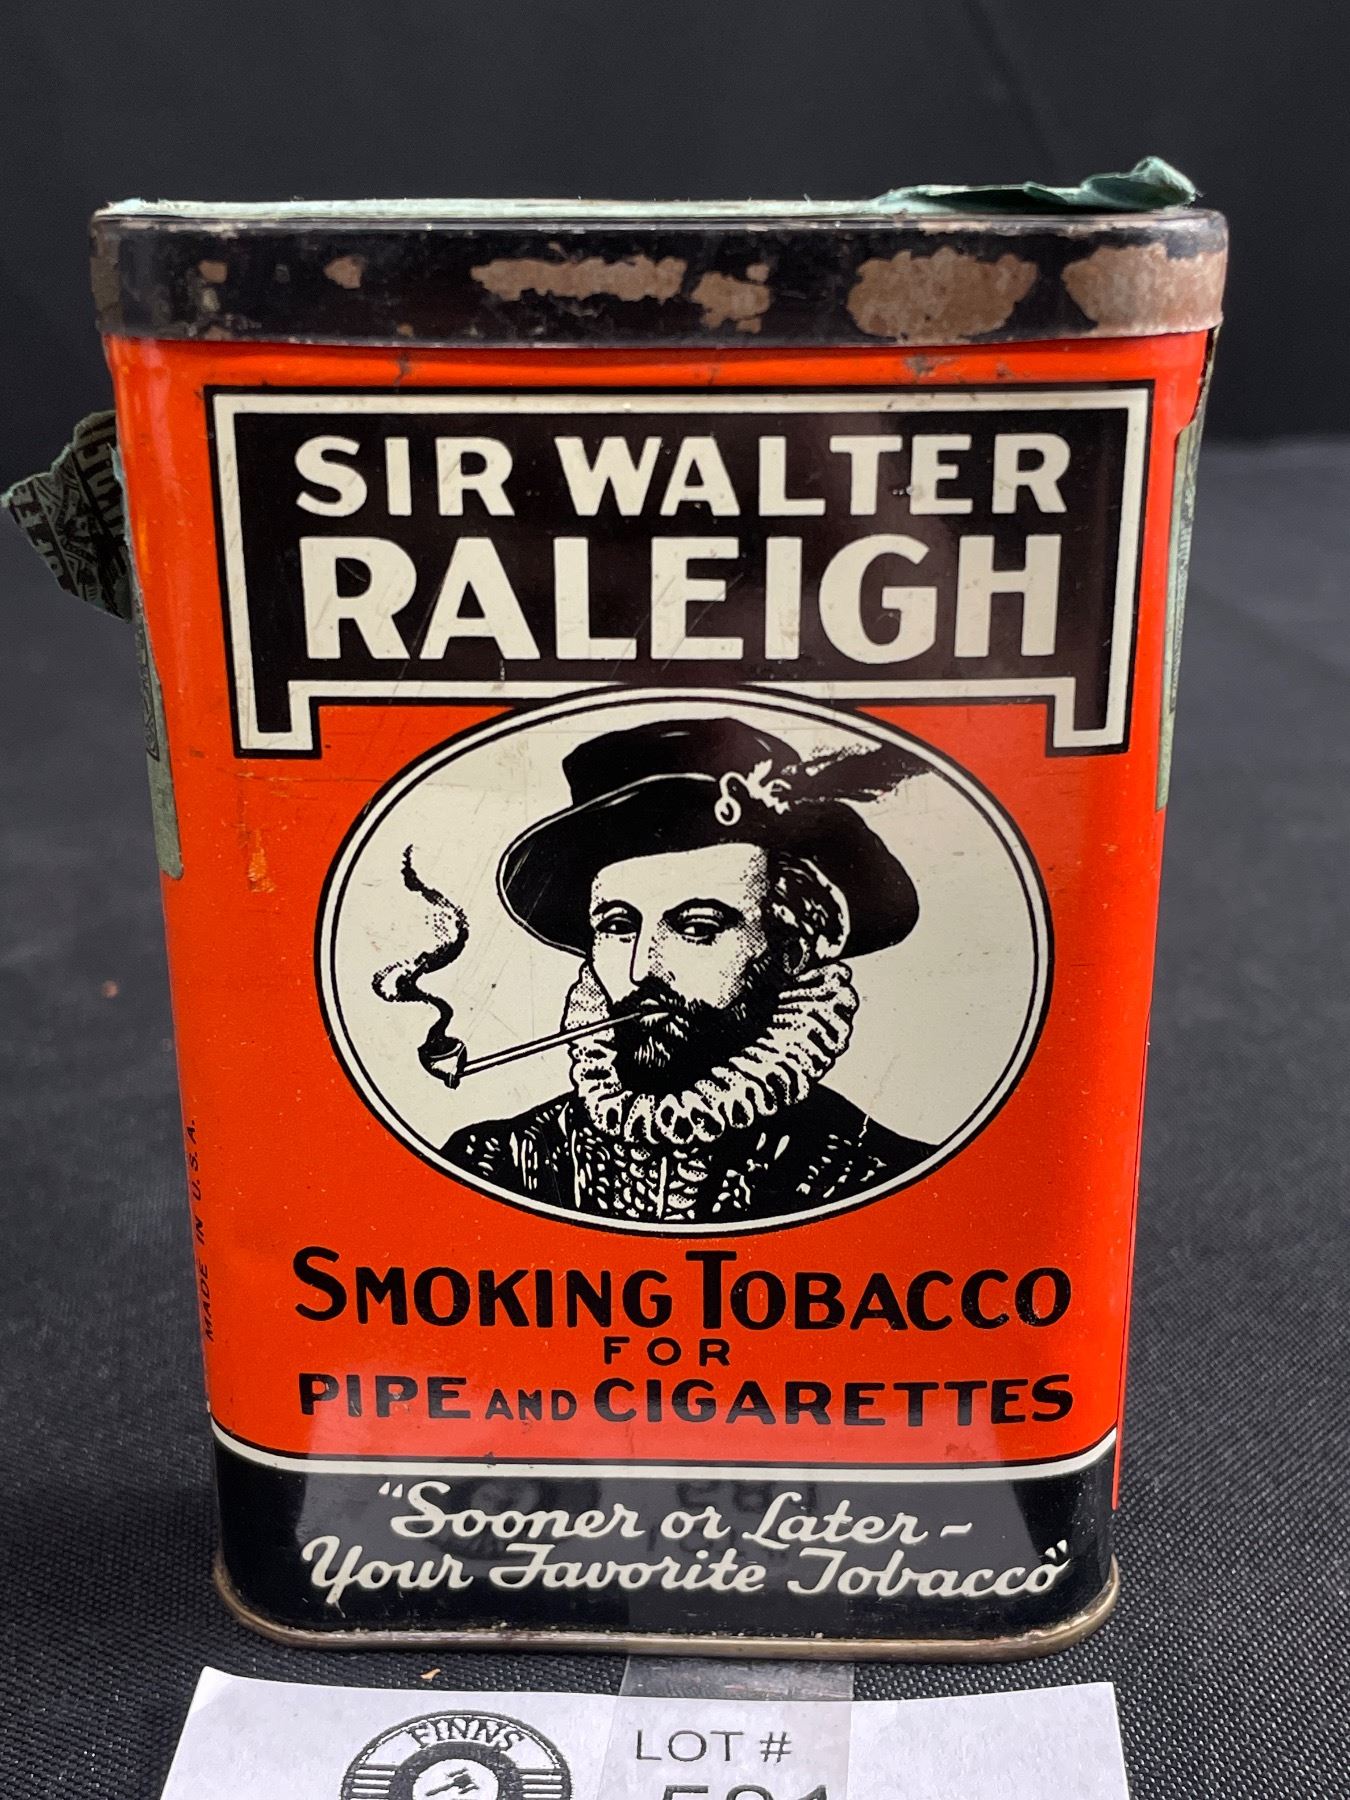 SIR WALTER
RALEIGH
SMOKING TOBACCO
FOR
PIPE AND CIGARETTES
"Sooner or Later-
Your Favorite Tobacco"
MADE IN U.S.A.
FINNS
LOT #